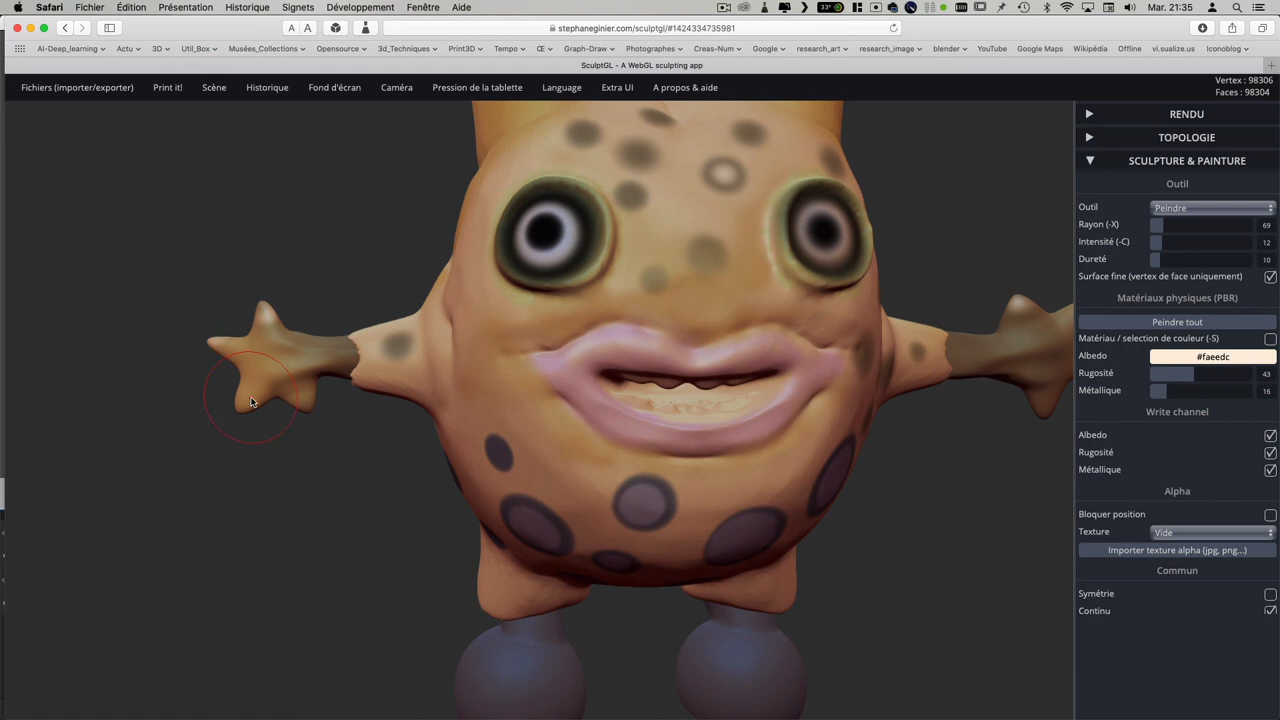 Safari Fichier Édition Présentation Historique Signets Développement Fenêtre Aide
33° Mar. 21:35
A A stephaneginier.com/sculptgl/#1424334735981
AI-Deep_learning Actu 3D Util_Box Musées_Collections Opensource 3d_Techniques Print3D Tempo Œ Graph-Draw Photographes Creas-Num Google research_art research_image blender YouTube Google Maps Wikipédia Offline vi.sualize.us Iconoblog
SculptGL - A WebGL sculpting app
Fichiers (importer/exporter) Print it! Scène Historique Fond d'écran Caméra Pression de la tablette Language Extra UI A propos & aide
Vertex : 98306
Faces : 98304
RENDU
TOPOLOGIE
SCULPTURE & PAINTURE
Outil
Outil Peindre
Rayon (-X) 69
Intensité (-C) 12
Dureté 10
Surface fine (vertex de face uniquement)
Matériaux physiques (PBR)
Peindre tout
Matériau / selection de couleur (-S)
Albedo #faeedc
Rugosité 43
Métallique 16
Write channel
Albedo
Rugosité
Métallique
Alpha
Bloquer position
Texture Vide
Importer texture alpha (jpg, png...)
Commun
Symétrie
Continu